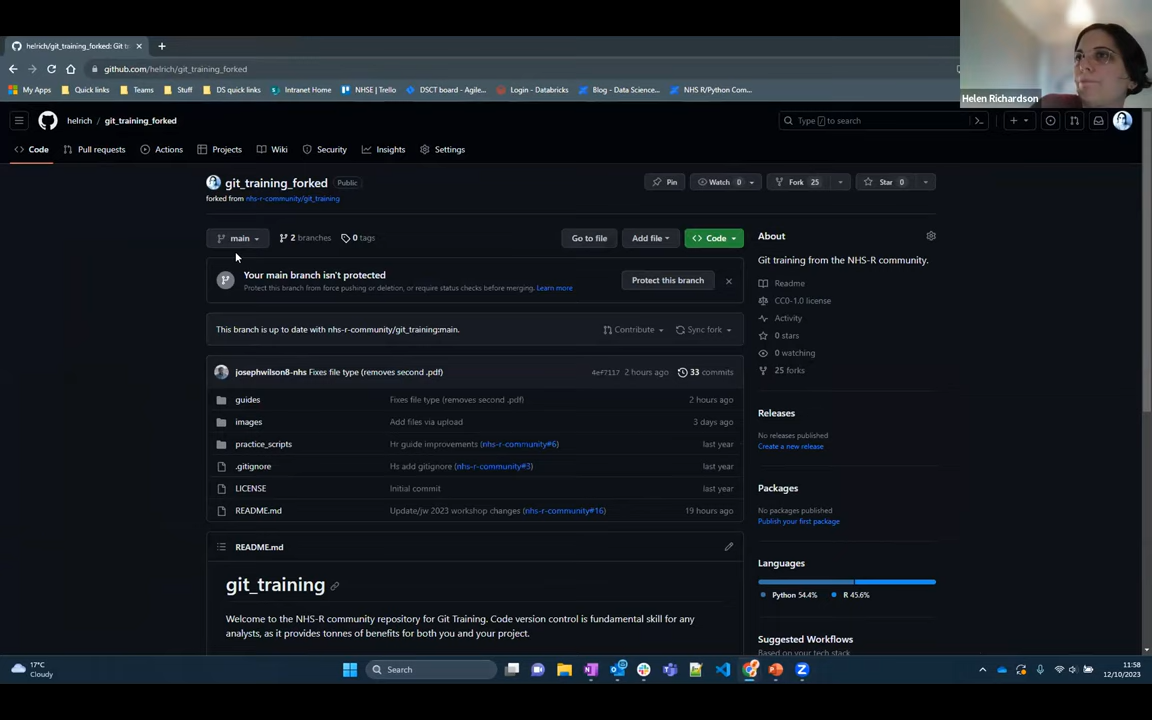 helrich/git_training_forked: Git t
github.com/helrich/git_training_forked
My Apps Quick links Teams Stuff DS quick links Intranet Home NHSE | Trello DSCT board - Agile... Login - Databricks Blog - Data Science... NHS R/Python Com...
Helen Richardson
helrich / git_training_forked
Type / to search
Code Pull requests Actions Projects Wiki Security Insights Settings
git_training_forked Public
Pin Watch 0 Fork 25 Star 0
forked from nhs-r-community/git_training
main 2 branches 0 tags Go to file Add file Code
Your main branch isn't protected
Protect this branch from force pushing or deletion, or require status checks before merging. Learn more
Protect this branch
This branch is up to date with nhs-r-community/git_training:main. Contribute Sync fork
josephwilson8-nhs Fixes file type (removes second .pdf) 4ef7117 2 hours ago 33 commits
guides Fixes file type (removes second .pdf) 2 hours ago
images Add files via upload 3 days ago
practice_scripts Hr guide improvements (nhs-r-community#6) last year
.gitignore Hs add gitignore (nhs-r-community#3) last year
LICENSE Initial commit last year
README.md Update/jw 2023 workshop changes (nhs-r-community#16) 19 hours ago
README.md
git_training
Welcome to the NHS-R community repository for Git Training. Code version control is fundamental skill for any
analysts, as it provides tonnes of benefits for both you and your project.
About
Git training from the NHS-R community.
Readme
CC0-1.0 license
Activity
0 stars
0 watching
25 forks
Releases
No releases published
Create a new release
Packages
No packages published
Publish your first package
Languages
Python 54.4% R 45.6%
Suggested Workflows
Based on your tech stack
17°C
Cloudy
Search
11:58
12/10/2023